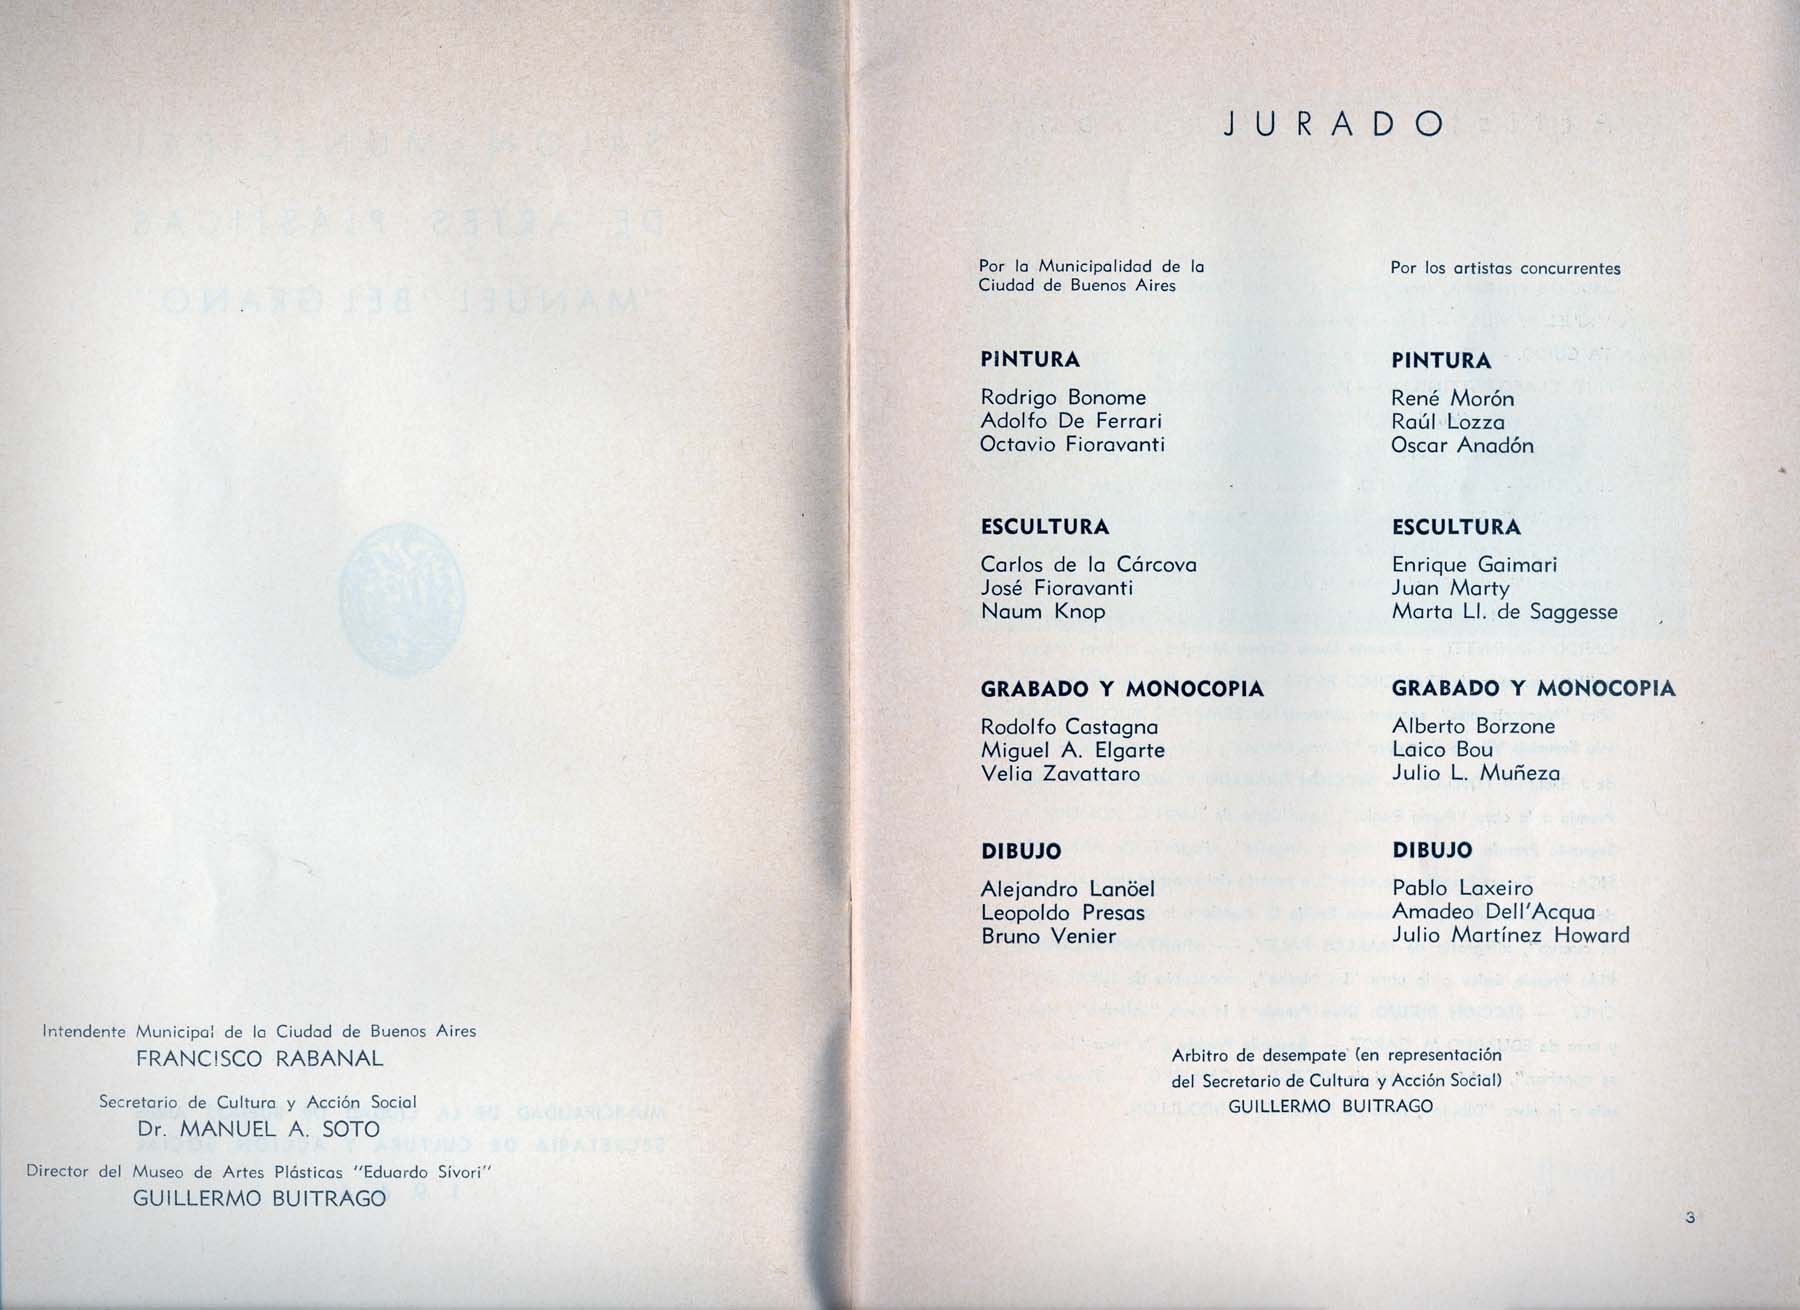 Intendente Municipal de la Ciudad de Buenos Aires
FRANCISCO RABANAL
Secretario de Cultura y Acción Social
Dr. MANUEL A. SOTO
Director del Museo de Artes Plásticas "Eduardo Sívori"
GUILLERMO BUITRAGO
JURADO
Por la Municipalidad de la
Ciudad de Buenos Aires
PINTURA
Rodrigo Bonome
Adolfo De Ferrari
Octavio Fioravanti
ESCULTURA
Carlos de la Cárcova
José Fioravanti
Naum Knop
GRABADO Y MONOCOPIA
Rodolfo Castagna
Miguel A. Elgarte
Velia Zavattaro
DIBUJO
Alejandro Lanöel
Leopoldo Presas
Bruno Venier
Por los artistas concurrentes
PINTURA
René Morón
Raúl Lozza
Oscar Anadón
ESCULTURA
Enrique Gaimari
Juan Marty
Marta Ll. de Saggesse
GRABADO Y MONOCOPIA
Alberto Borzone
Laico Bou
Julio L. Muñeza
DIBUJO
Pablo Laxeiro
Amadeo Dell'Acqua
Julio Martínez Howard
Arbitro de desempate (en representación
del Secretario de Cultura y Acción Social)
GUILLERMO BUITRAGO
3